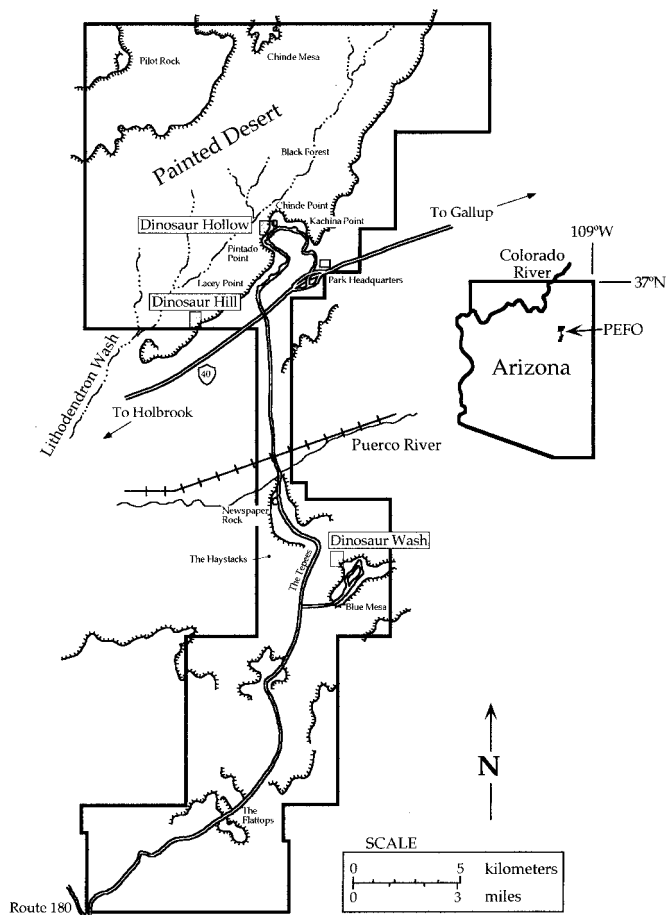 Pilot Rock
Chinde Mesa
Painted Desert
Black Forest
Chinde Point
Dinosaur Hollow
Kachina Point
To Gallup
Pintado
Point
Park Headquarters
Lacey Point
Dinosaur Hill
Lithodendron Wash
40
To Holbrook
109ºW
Colorado
River
37ºN
PEFO
Arizona
Puerco River
Newspaper
Rock
The Haystacks
The Tepees
Dinosaur Wash
Blue Mesa
N
The
Flattops
Route 180
SCALE
0 5 kilometers
0 3 miles